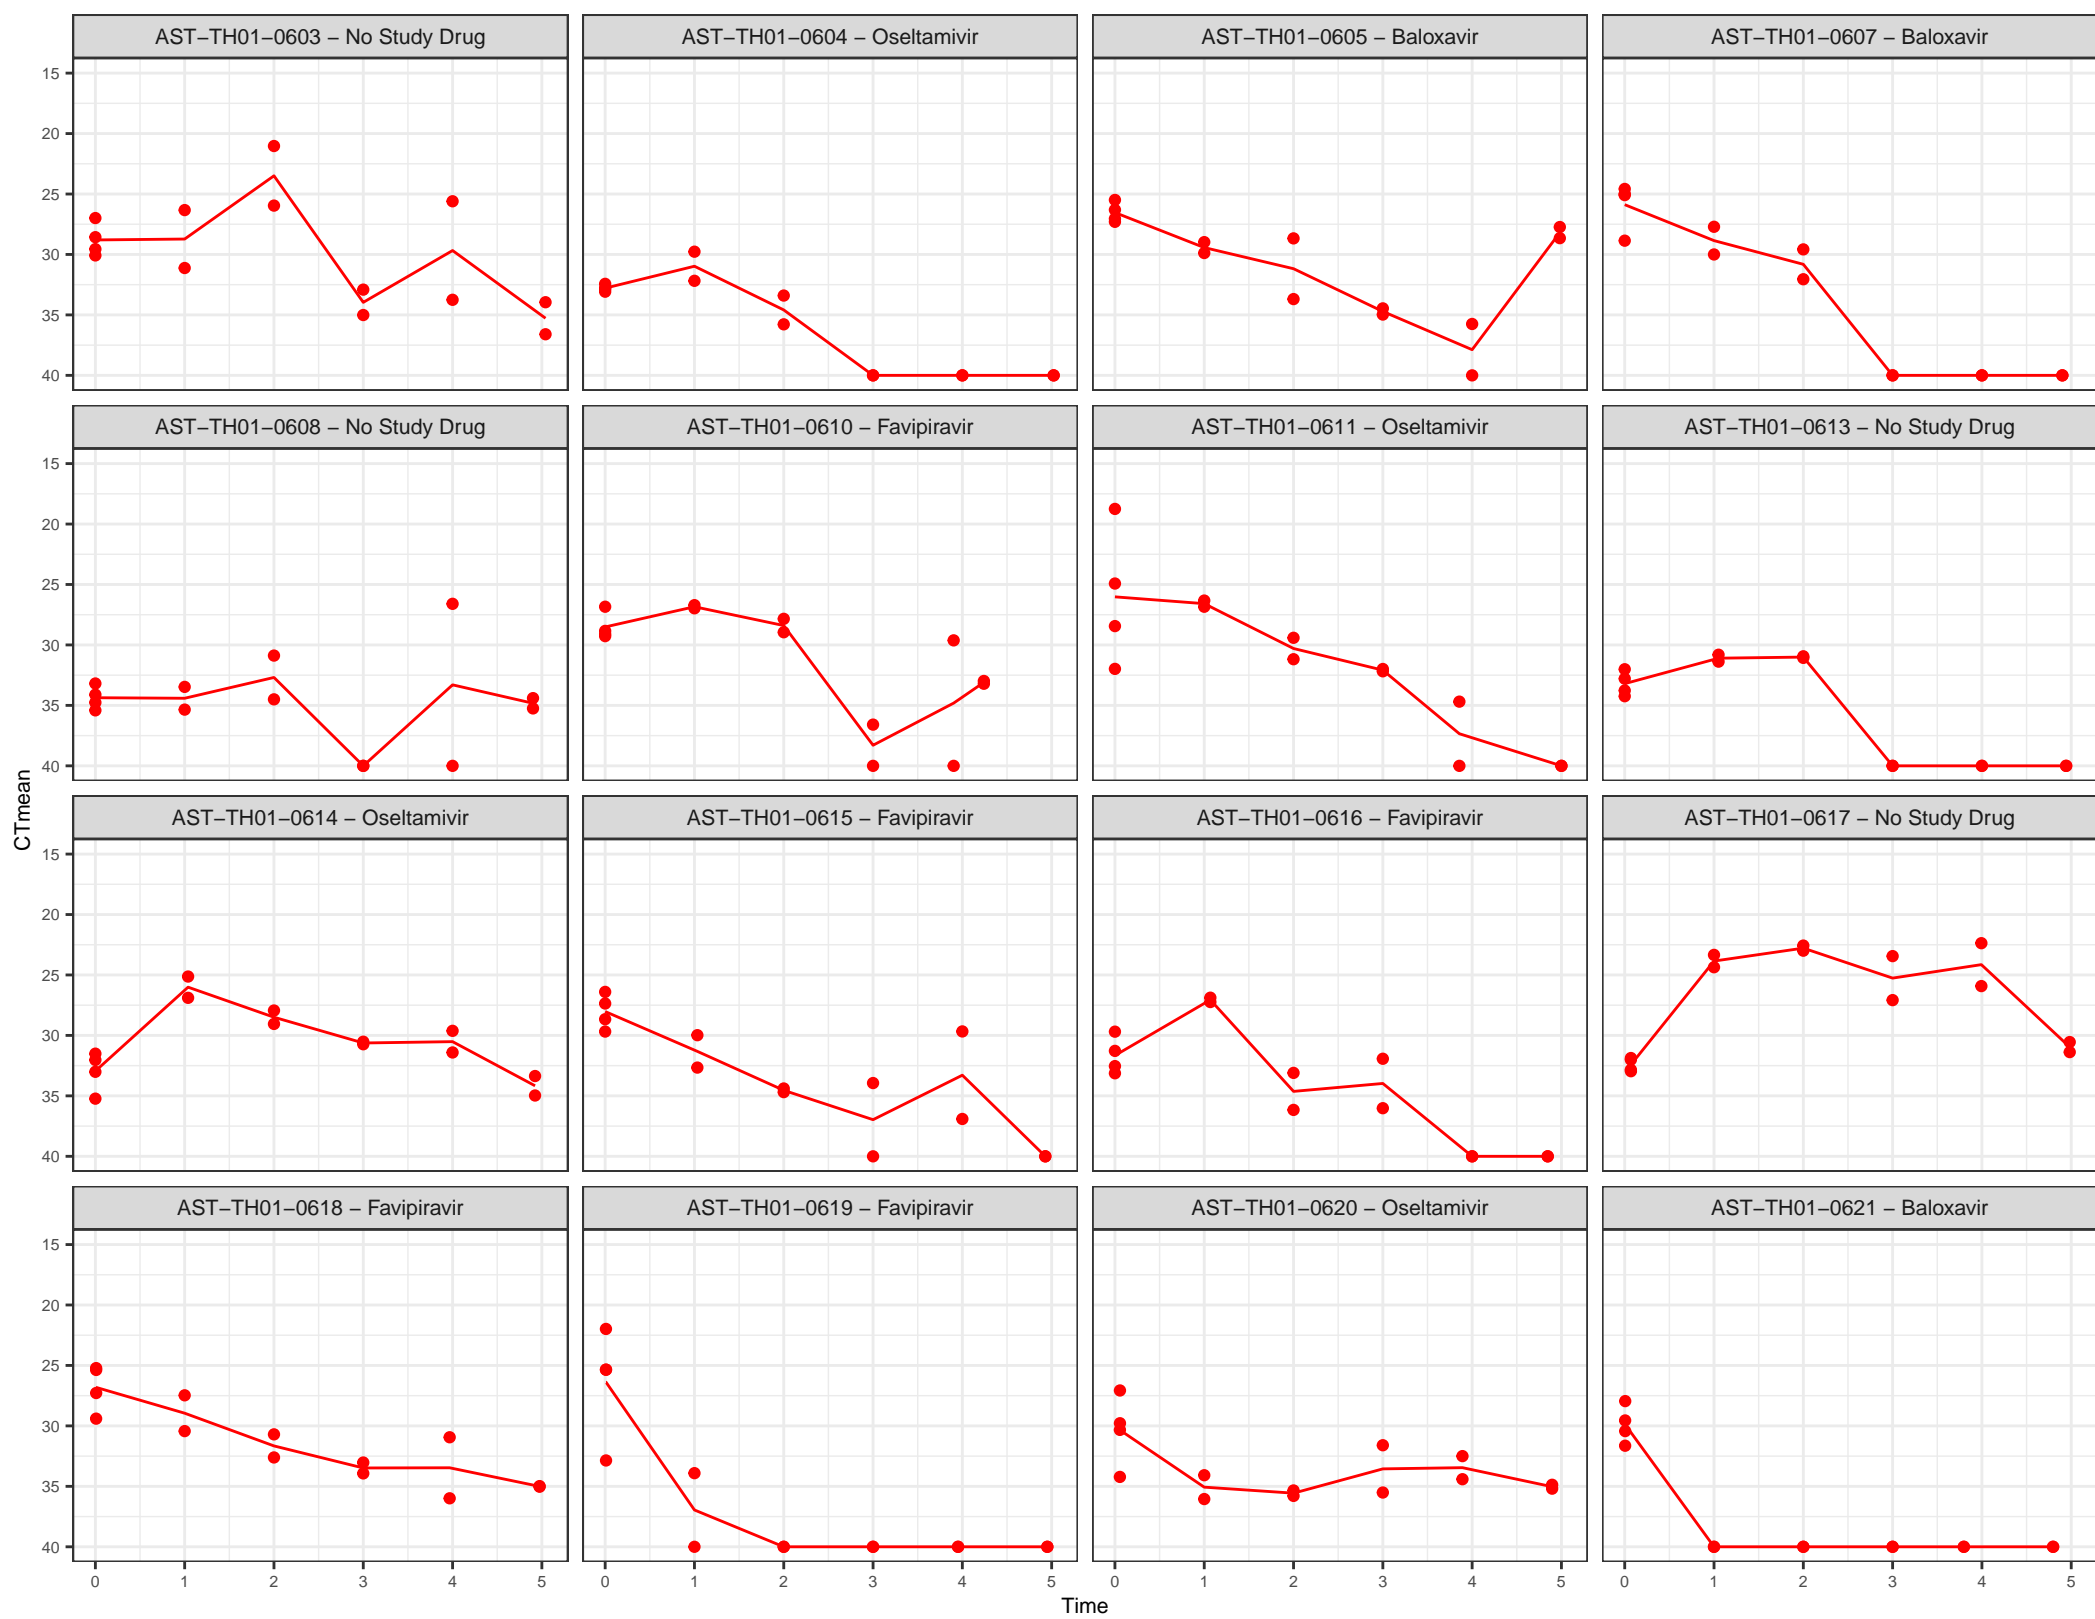 AST−TH01−0603 − No Study Drug
AST−TH01−0604 − Oseltamivir
AST−TH01−0605 − Baloxavir
AST−TH01−0607 − Baloxavir
15
20
25
30
35
40
AST−TH01−0608 − No Study Drug
AST−TH01−0610 − Favipiravir
AST−TH01−0611 − Oseltamivir
AST−TH01−0613 − No Study Drug
15
20
25
30
35
40
CTmean
AST−TH01−0614 − Oseltamivir
AST−TH01−0615 − Favipiravir
AST−TH01−0616 − Favipiravir
AST−TH01−0617 − No Study Drug
15
20
25
30
35
40
AST−TH01−0618 − Favipiravir
AST−TH01−0619 − Favipiravir
AST−TH01−0620 − Oseltamivir
AST−TH01−0621 − Baloxavir
15
20
25
30
35
40
0 1 2 3 4 5
0 1 2 3 4 5
0 1 2 3 4 5
0 1 2 3 4 5
Time